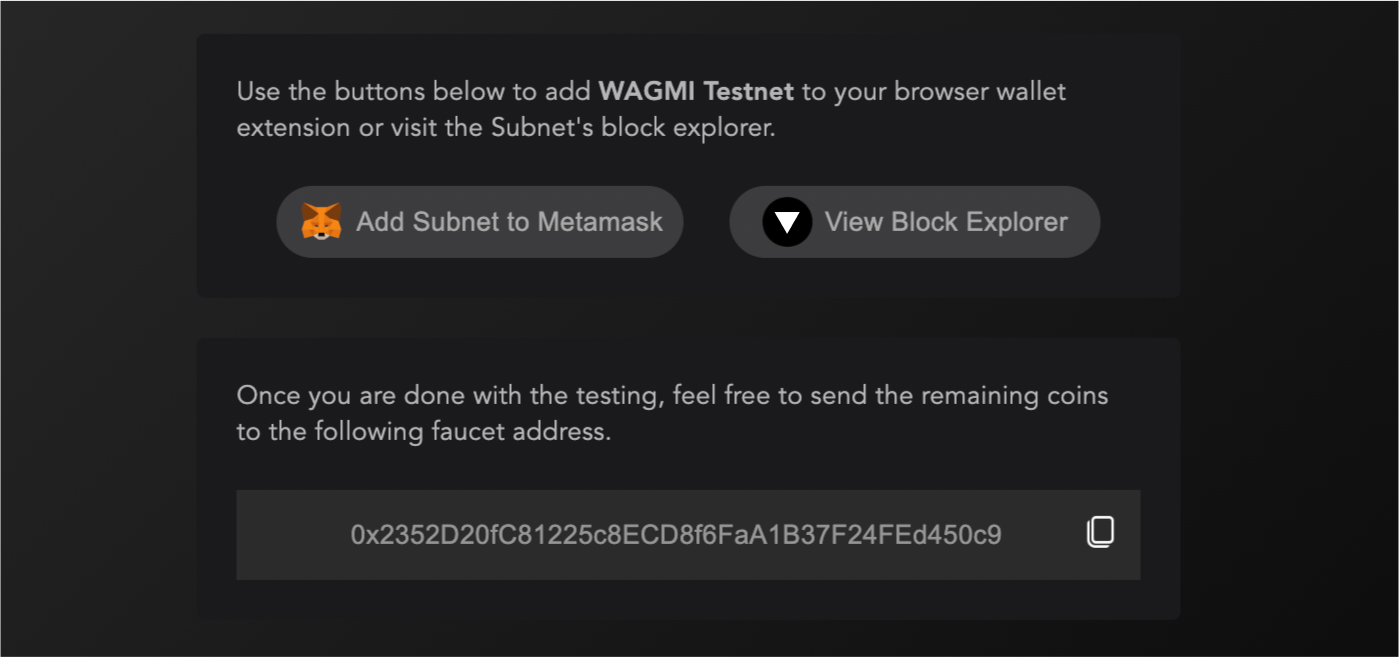 Use the buttons below to add WAGMI Testnet to your browser wallet
extension or visit the Subnet's block explorer.
Add Subnet to Metamask
View Block Explorer
Once you are done with the testing, feel free to send the remaining coins
to the following faucet address.
0x2352D20fC81225c8ECD8f6FaA1B37F24FEd450c9